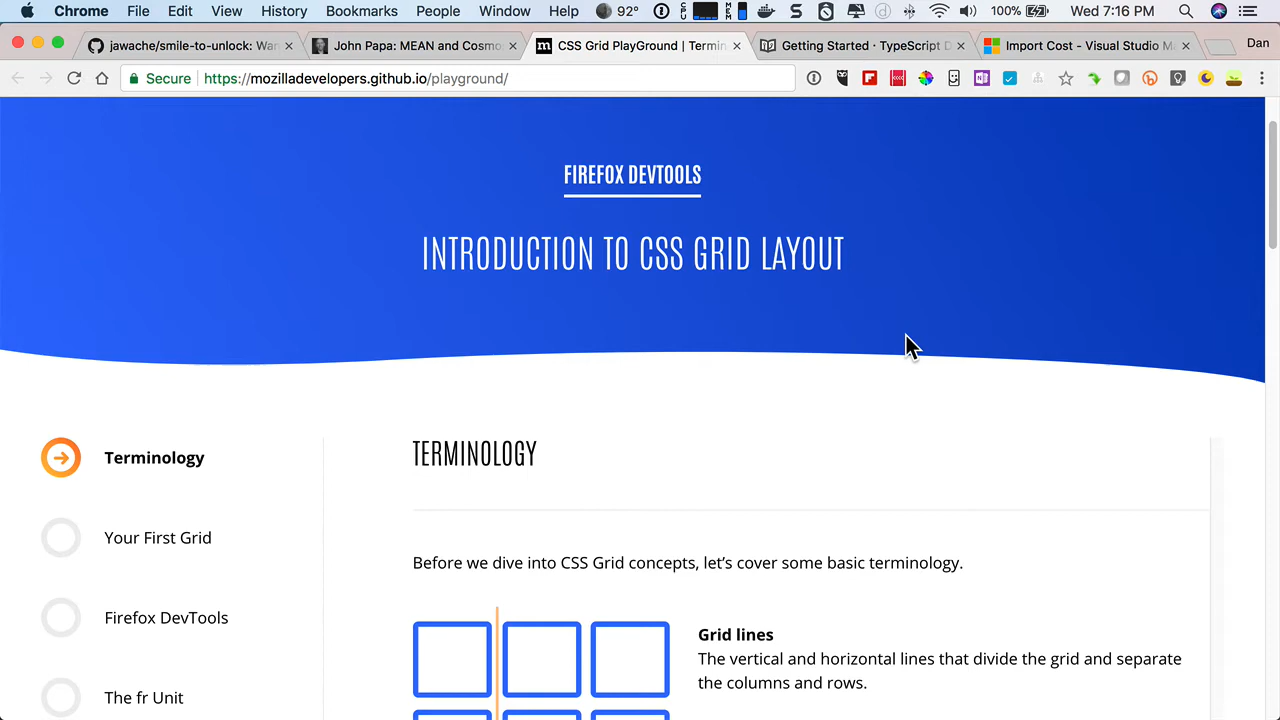 Chrome File Edit View History Bookmarks People Window Help 92° 100% Wed 7:16 PM
jawache/smile-to-unlock: Wa
John Papa: MEAN and Cosmo
CSS Grid PlayGround | Termin
Getting Started · TypeScript D
Import Cost - Visual Studio Ma
Dan
Secure https://mozilladevelopers.github.io/playground/
FIREFOX DEVTOOLS
INTRODUCTION TO CSS GRID LAYOUT
Terminology
Your First Grid
Firefox DevTools
The fr Unit
TERMINOLOGY
Before we dive into CSS Grid concepts, let’s cover some basic terminology.
Grid lines
The vertical and horizontal lines that divide the grid and separate
the columns and rows.